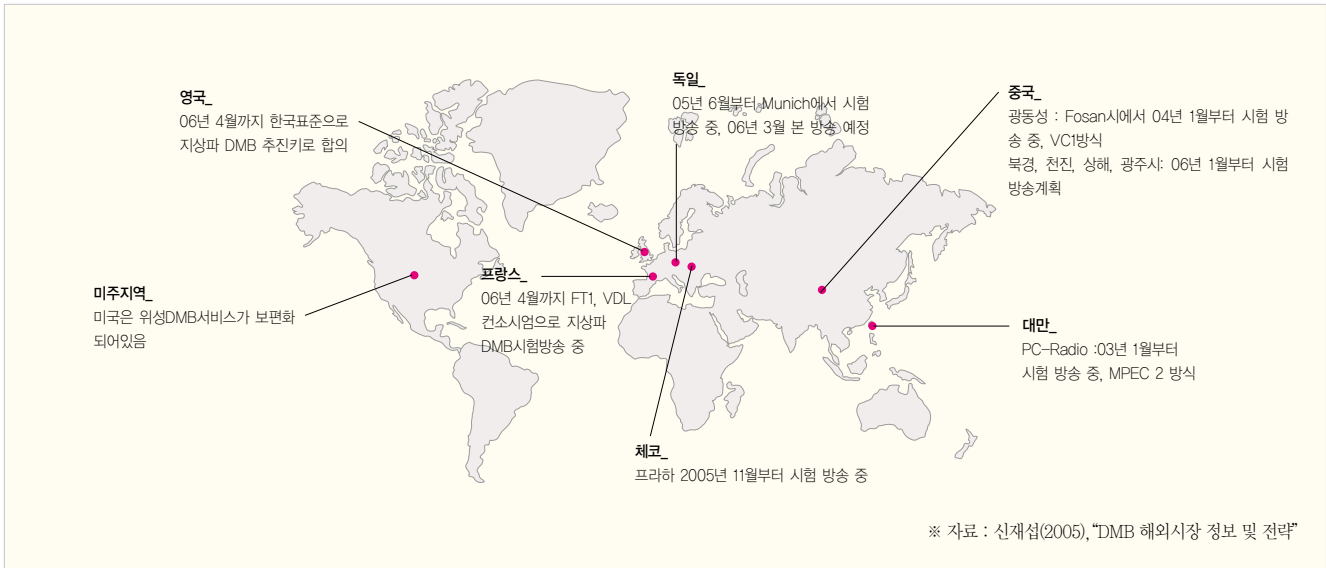 영국_
06년 4월까지 한국표준으로
지상파 DMB 추진키로 합의
독일_
05년 6월부터 Munich에서 시험
방송 중, 06년 3월 본 방송 예정
중국_
광동성 : Fosan시에서 04년 1월부터 시험 방
송 중, VC1방식
북경, 천진, 상해, 광주시: 06년 1월부터 시험
방송계획
미주지역_
미국은 위성DMB서비스가 보편화
되어있음
프랑스_
06년 4월까지 FT1, VDL
컨소시엄으로 지상파
DMB시험방송 중
대만_
PC-Radio :03년 1월부터
시험 방송 중, MPEC 2 방식
체코_
프라하 2005년 11월부터 시험 방송 중
※ 자료 : 신재섭(2005), “DMB 해외시장 정보 및 전략”